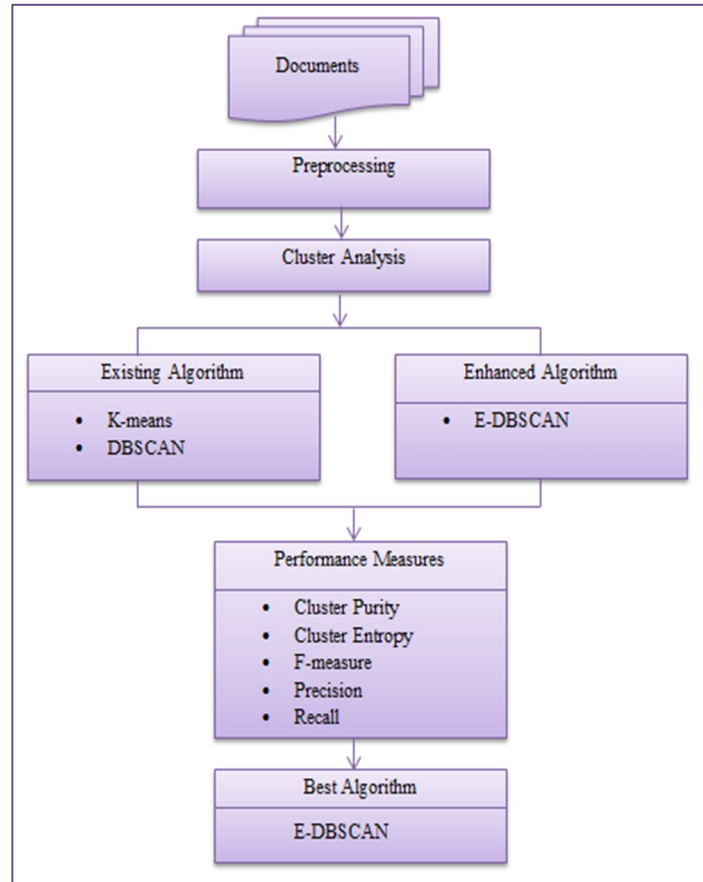 Documents
Preprocessing
Cluster Analysis
Existing Algorithm
• K-means
• DBSCAN
Enhanced Algorithm
• E-DBSCAN
Performance Measures
• Cluster Purity
• Cluster Entropy
• F-measure
• Precision
• Recall
Best Algorithm
E-DBSCAN